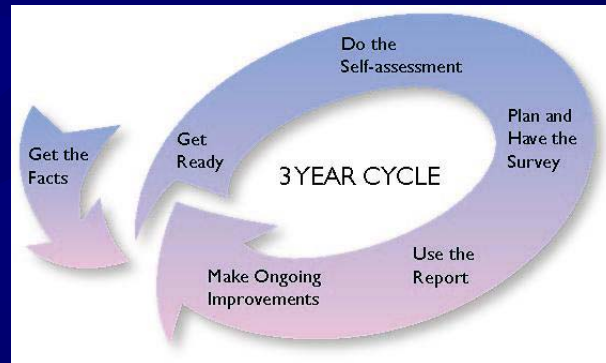 Get the
Facts
Get
Ready
Do the
Self-assessment
Plan and
Have the
Survey
Use the
Report
Make Ongoing
Improvements
3 YEAR CYCLE